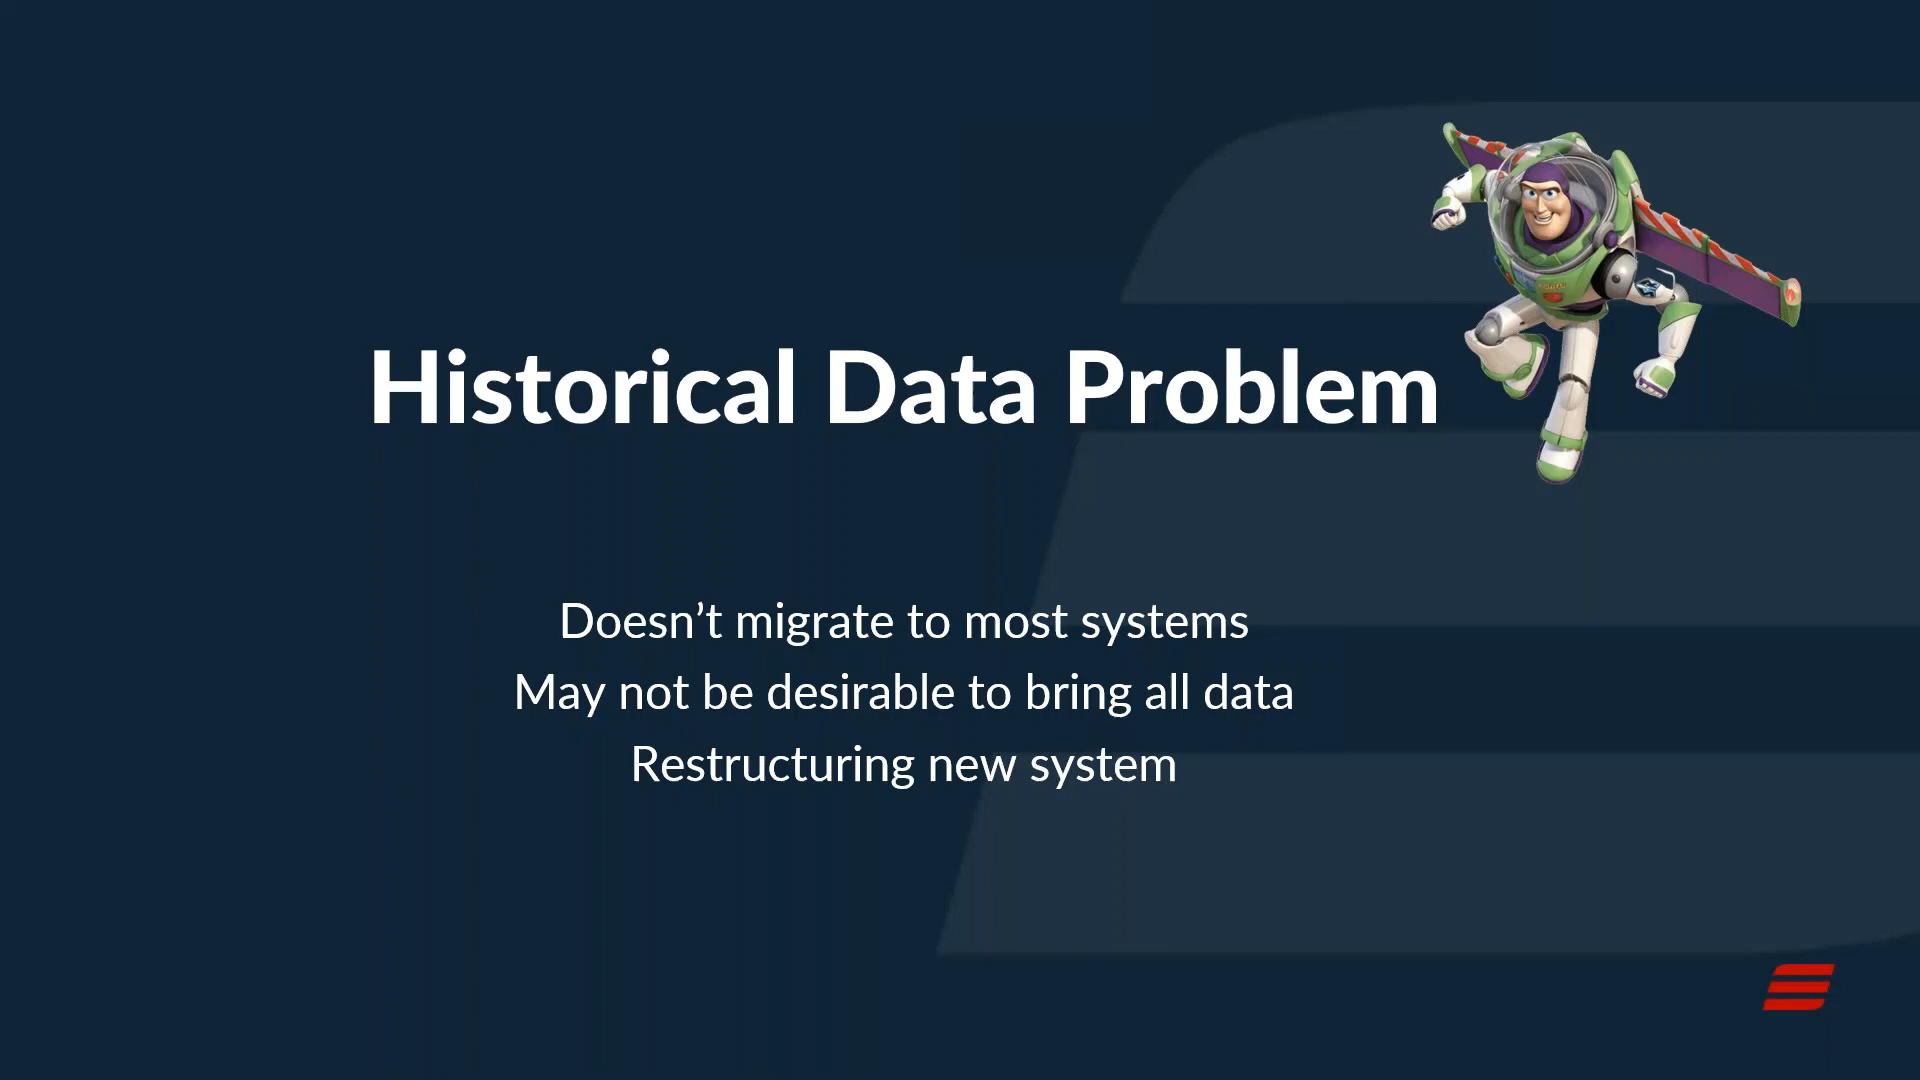 Historical Data Problem
Doesn’t migrate to most systems
May not be desirable to bring all data
Restructuring new system